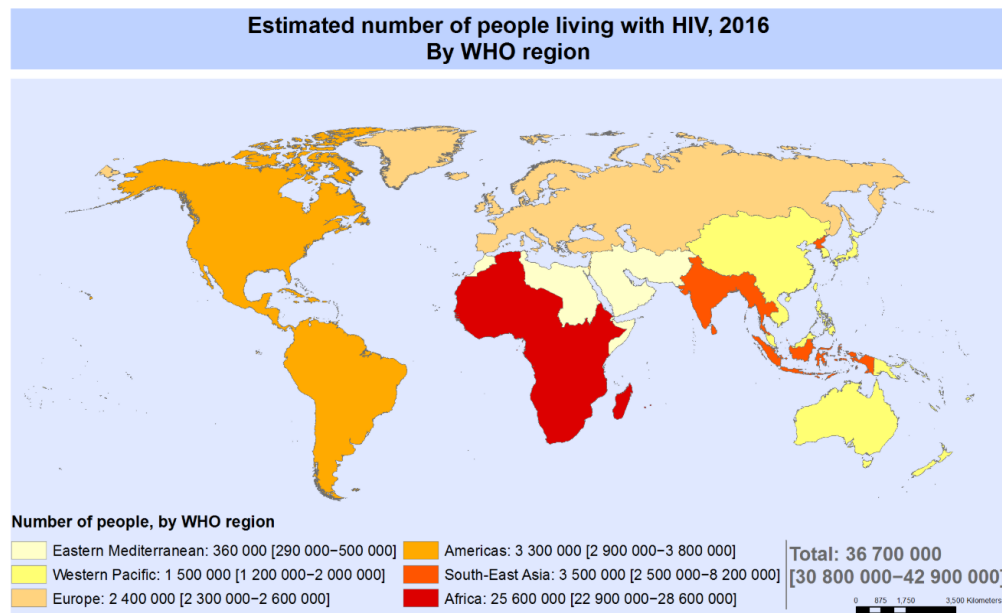 Estimated number of people living with HIV, 2016
By WHO region
Number of people, by WHO region
Eastern Mediterranean: 360 000 [290 000−500 000]
Western Pacific: 1 500 000 [1 200 000−2 000 000]
Europe: 2 400 000 [2 300 000−2 600 000]
Americas: 3 300 000 [2 900 000−3 800 000]
South-East Asia: 3 500 000 [2 500 000−8 200 000]
Africa: 25 600 000 [22 900 000−28 600 000]
Total: 36 700 000
[30 800 000−42 900 000]
0 875 1,750 3,500 Kilometers